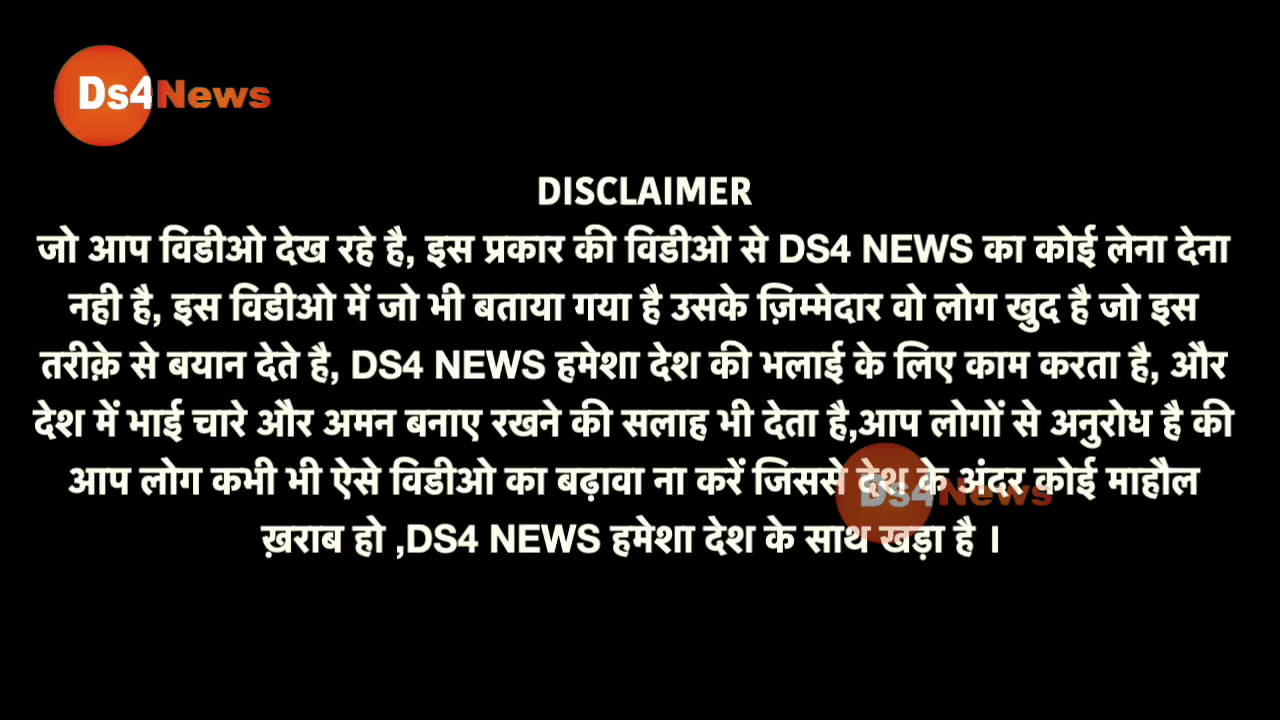 Ds4News
DISCLAIMER
जो आप विडीओ देख रहे है, इस प्रकार की विडीओ से DS4 NEWS का कोई लेना देना
नही है, इस विडीओ में जो भी बताया गया है उसके ज़िम्मेदार वो लोग खुद है जो इस
तरीक़े से बयान देते है, DS4 NEWS हमेशा देश की भलाई के लिए काम करता है, और
देश में भाई चारे और अमन बनाए रखने की सलाह भी देता है,आप लोगों से अनुरोध है की
आप लोग कभी भी ऐसे विडीओ का बढ़ावा ना करें जिससे देश के अंदर कोई माहौल
Ds4News
ख़राब हो ,DS4 NEWS हमेशा देश के साथ खड़ा है ।